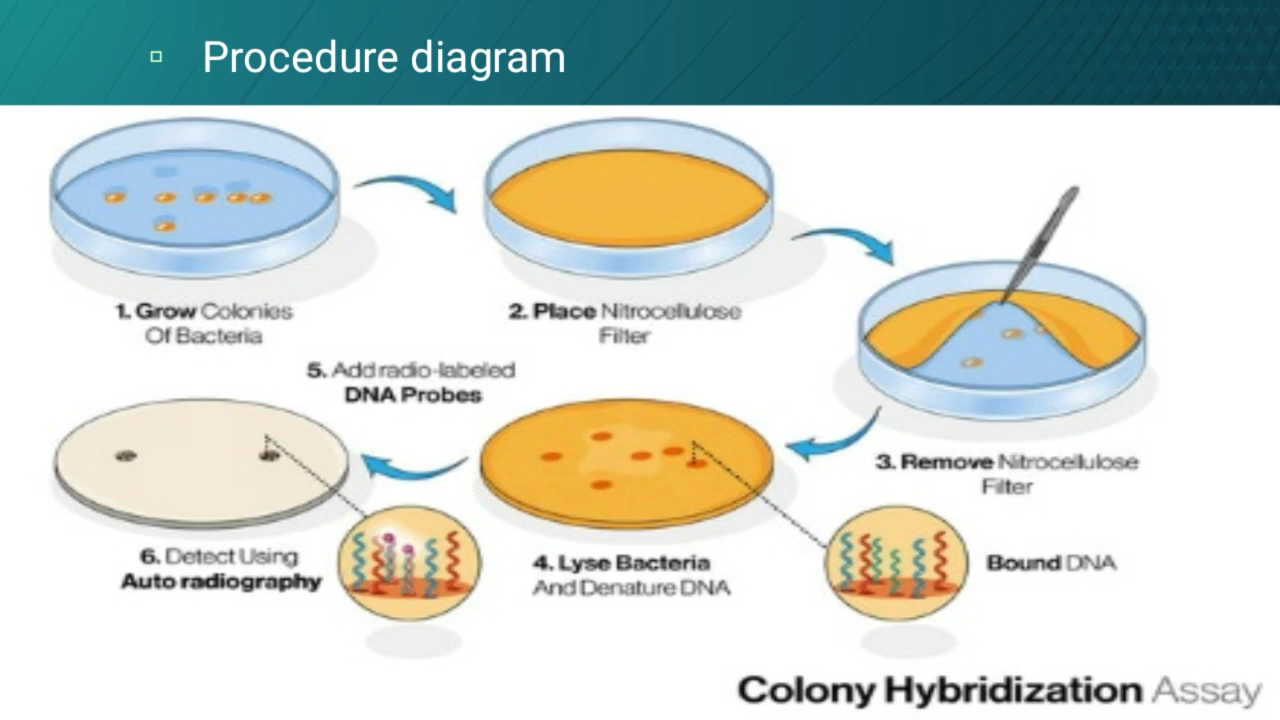 Procedure diagram
1. Grow Colonies
Of Bacteria
2. Place Nitrocellulose
Filter
3. Remove Nitrocellulose
Filter
4. Lyse Bacteria
And Denature DNA
Bound DNA
5. Add radio-labeled
DNA Probes
6. Detect Using
Auto radiography
Colony Hybridization Assay